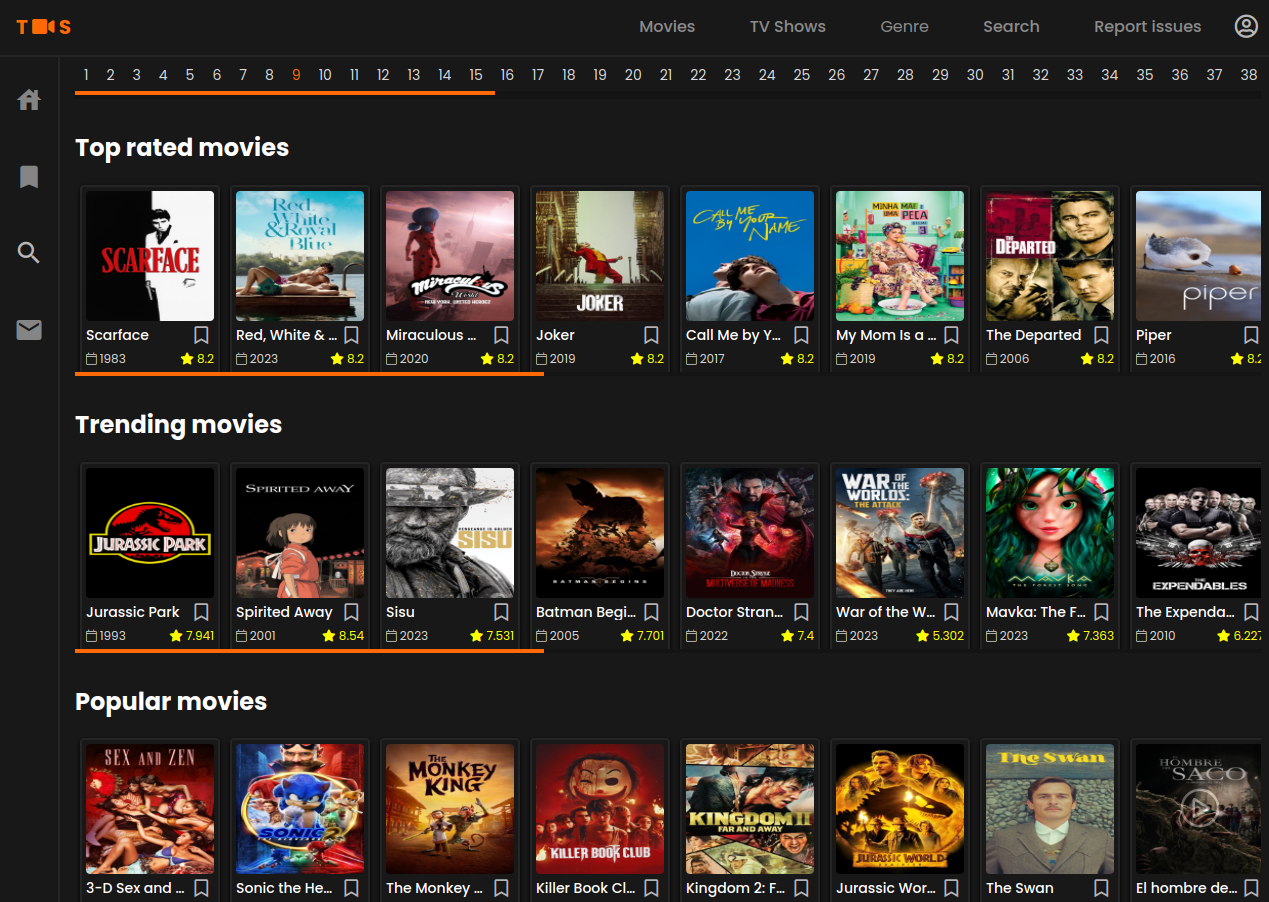 T S
Movies TV Shows Genre Search Report issues
1 2 3 4 5 6 7 8 9 10 11 12 13 14 15 16 17 18 19 20 21 22 23 24 25 26 27 28 29 30 31 32 33 34 35 36 37 38
Top rated movies
SCARFACE
Red, White & Royal Blue
Miraculous World
NEW YORK, UNITED HEROES
JOKER
CALL ME BY YOUR NAME
MINHA MÃE É UMA PEÇA 3
THE DEPARTED
piper
Scarface Red, White & ... Miraculous ... Joker Call Me by Y... My Mom Is a ... The Departed Piper
1983 8.2 2023 8.2 2020 8.2 2019 8.2 2017 8.2 2019 8.2 2006 8.2 2016 8.2
Trending movies
JURASSIC PARK
SPIRITED AWAY
VENGEANCE IS GOLDEN
SISU
BATMAN BEGINS
DOCTOR STRANGE
MULTIVERSE OF MADNESS
WAR OF THE WORLDS:
THE ATTACK
THEY ARE HERE
MAVKA
THE FOREST SONG
THE EXPENDABLES
Jurassic Park Spirited Away Sisu Batman Begi... Doctor Stran... War of the W... Mavka: The F... The Expenda...
1993 7.941 2001 8.54 2023 7.531 2005 7.701 2022 7.4 2023 5.302 2023 7.363 2010 6.227
Popular movies
SEX AND ZEN
SONIC
THE MONKEY KING
KILLER BOOK CLUB
KINGDOM II
FAR AND AWAY
JURASSIC WORLD
The Swan
HOMBRE
SACO
3-D Sex and ... Sonic the He... The Monkey ... Killer Book Cl... Kingdom 2: F... Jurassic Wor... The Swan El hombre de...